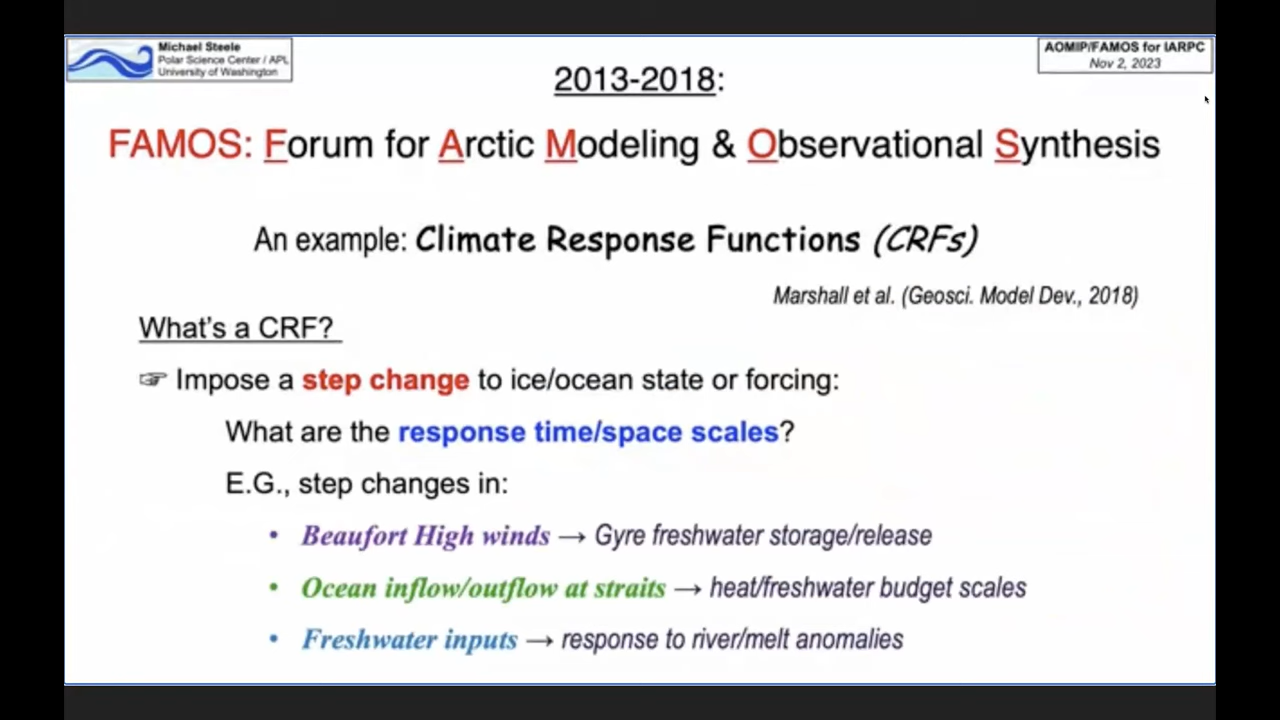 Michael Steele
Polar Science Center / APL
University of Washington
AOMIP/FAMOS for IARPC
Nov 2, 2023
2013-2018:
FAMOS: Forum for Arctic Modeling & Observational Synthesis
An example: Climate Response Functions (CRFs)
Marshall et al. (Geosci. Model Dev., 2018)
What's a CRF?
☞ Impose a step change to ice/ocean state or forcing:
What are the response time/space scales?
E.G., step changes in:
• Beaufort High winds → Gyre freshwater storage/release
• Ocean inflow/outflow at straits → heat/freshwater budget scales
• Freshwater inputs → response to river/melt anomalies